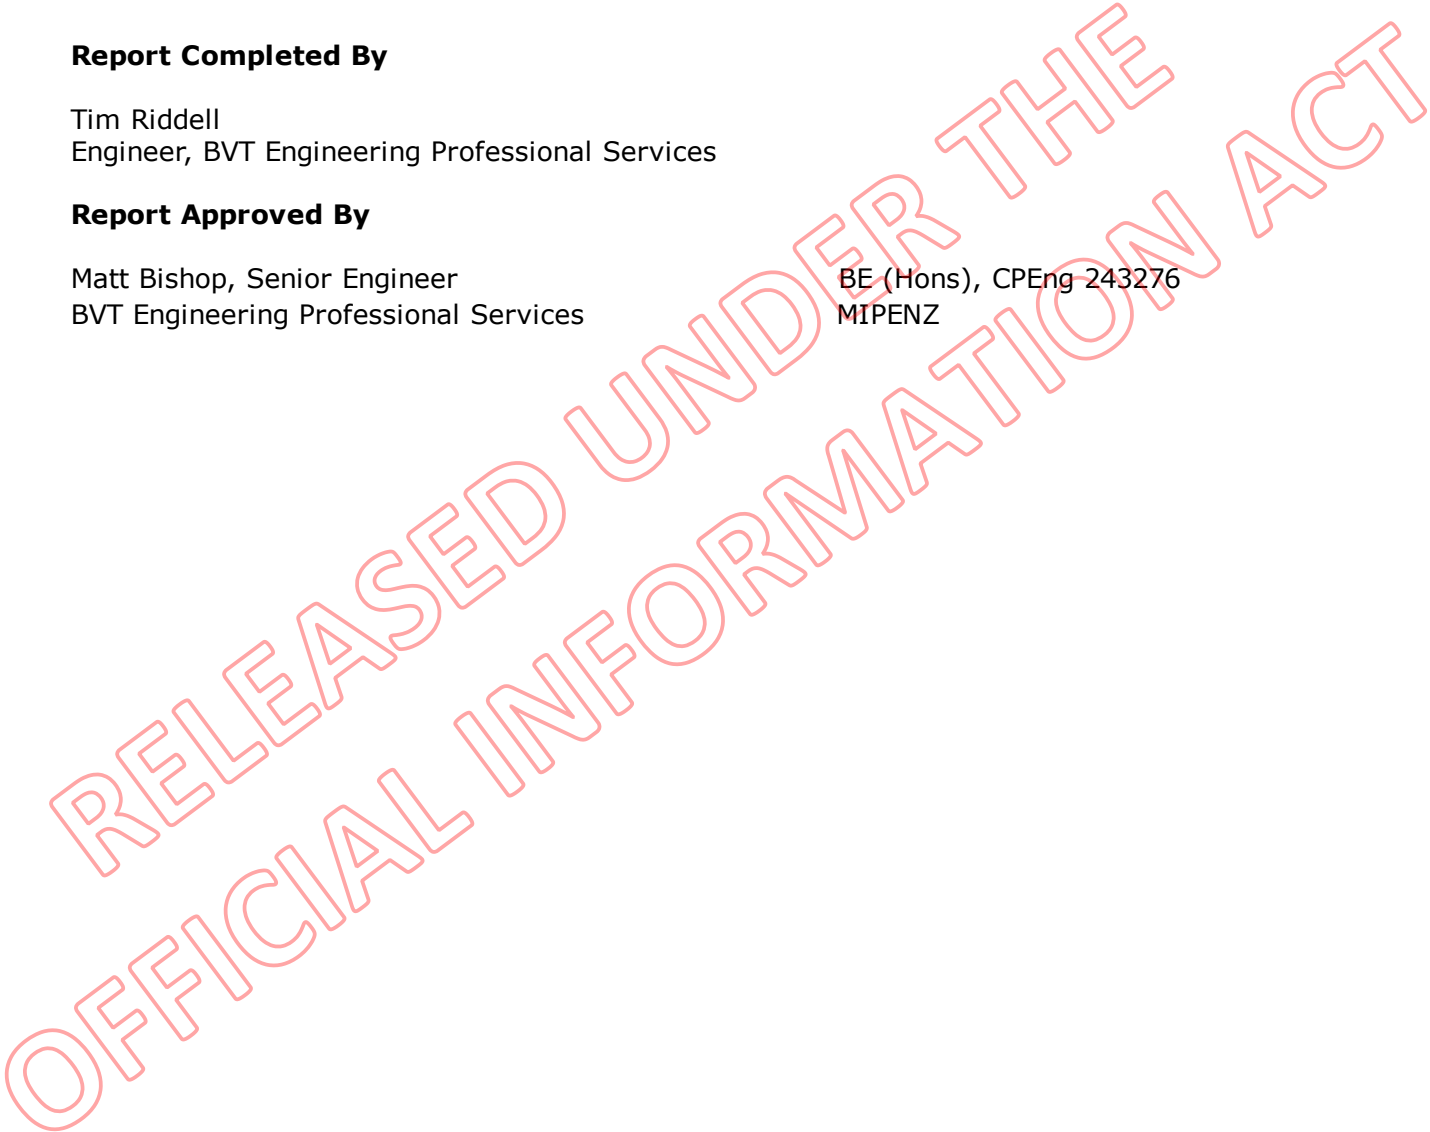 Report Completed By
Tim Riddell
Engineer, BVT Engineering Professional Services
Report Approved By
Matt Bishop, Senior Engineer BE (Hons), CPEng 243276
BVT Engineering Professional Services MIPENZ
RELEASED UNDER THE
OFFICIAL INFORMATION ACT